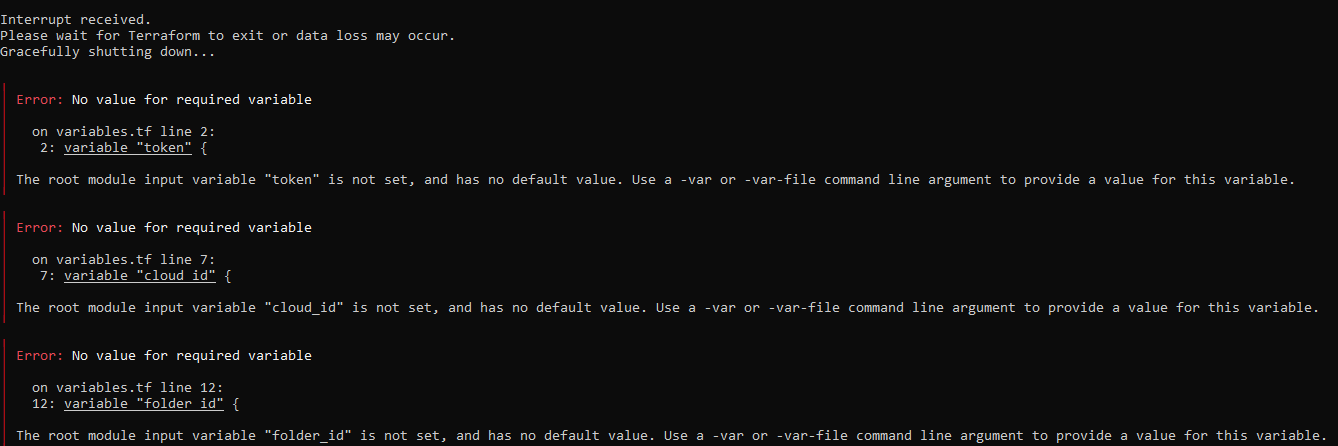 Interrupt received.
Please wait for Terraform to exit or data loss may occur.
Gracefully shutting down...
Error: No value for required variable
on variables.tf line 2:
2: variable "token" {
The root module input variable "token" is not set, and has no default value. Use a -var or -var-file command line argument to provide a value for this variable.
Error: No value for required variable
on variables.tf line 7:
7: variable "cloud_id" {
The root module input variable "cloud_id" is not set, and has no default value. Use a -var or -var-file command line argument to provide a value for this variable.
Error: No value for required variable
on variables.tf line 12:
12: variable "folder_id" {
The root module input variable "folder_id" is not set, and has no default value. Use a -var or -var-file command line argument to provide a value for this variable.